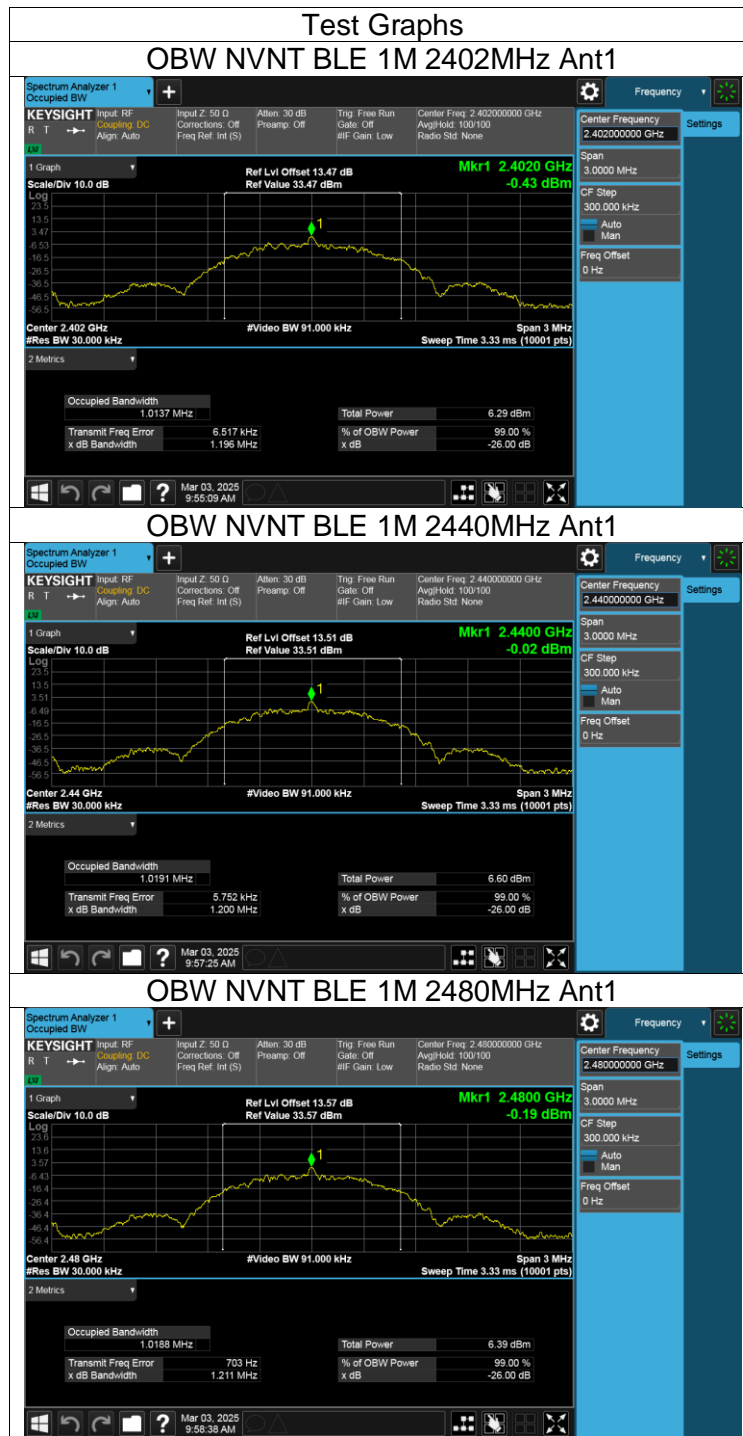 Test Graphs
OBW NVNT BLE 1M 2402MHz Ant1
Spectrum Analyzer 1
Occupied BW
+
Frequency
KEYSIGHT
R T
Input: RF
Coupling: DC
Align: Auto
Input Z: 50 Ω
Corrections: Off
Freq Ref: Int (S)
Atten: 30 dB
Preamp: Off
Trig: Free Run
Gate: Off
#IF Gain: Low
Center Freq: 2.402000000 GHz
Avg|Hold: 100/100
Radio Std: None
Center Frequency
2.402000000 GHz
Settings
Span
3.0000 MHz
CF Step
300.000 kHz
Auto
Man
Freq Offset
0 Hz
1 Graph
Scale/Div 10.0 dB
Ref Lvl Offset 13.47 dB
Ref Value 33.47 dBm
Mkr1 2.4020 GHz
-0.43 dBm
Log
23.5
13.5
3.47
-6.53
-16.5
-26.5
-36.5
-46.5
-56.5
1
Center 2.402 GHz
#Video BW 91.000 kHz
Span 3 MHz
#Res BW 30.000 kHz
Sweep Time 3.33 ms (10001 pts)
2 Metrics
Occupied Bandwidth
1.0137 MHz
Total Power 6.29 dBm
Transmit Freq Error 6.517 kHz
% of OBW Power 99.00 %
x dB Bandwidth 1.196 MHz
x dB -26.00 dB
?
Mar 03, 2025
9:55:09 AM
OBW NVNT BLE 1M 2440MHz Ant1
Spectrum Analyzer 1
Occupied BW
+
Frequency
KEYSIGHT
R T
Input: RF
Coupling: DC
Align: Auto
Input Z: 50 Ω
Corrections: Off
Freq Ref: Int (S)
Atten: 30 dB
Preamp: Off
Trig: Free Run
Gate: Off
#IF Gain: Low
Center Freq: 2.440000000 GHz
Avg|Hold: 100/100
Radio Std: None
Center Frequency
2.440000000 GHz
Settings
Span
3.0000 MHz
CF Step
300.000 kHz
Auto
Man
Freq Offset
0 Hz
1 Graph
Scale/Div 10.0 dB
Ref Lvl Offset 13.51 dB
Ref Value 33.51 dBm
Mkr1 2.4400 GHz
-0.02 dBm
Log
23.5
13.5
3.51
-6.49
-16.5
-26.5
-36.5
-46.5
-56.5
1
Center 2.44 GHz
#Video BW 91.000 kHz
Span 3 MHz
#Res BW 30.000 kHz
Sweep Time 3.33 ms (10001 pts)
2 Metrics
Occupied Bandwidth
1.0191 MHz
Total Power 6.60 dBm
Transmit Freq Error 5.752 kHz
% of OBW Power 99.00 %
x dB Bandwidth 1.200 MHz
x dB -26.00 dB
?
Mar 03, 2025
9:57:25 AM
OBW NVNT BLE 1M 2480MHz Ant1
Spectrum Analyzer 1
Occupied BW
+
Frequency
KEYSIGHT
R T
Input: RF
Coupling: DC
Align: Auto
Input Z: 50 Ω
Corrections: Off
Freq Ref: Int (S)
Atten: 30 dB
Preamp: Off
Trig: Free Run
Gate: Off
#IF Gain: Low
Center Freq: 2.480000000 GHz
Avg|Hold: 100/100
Radio Std: None
Center Frequency
2.480000000 GHz
Settings
Span
3.0000 MHz
CF Step
300.000 kHz
Auto
Man
Freq Offset
0 Hz
1 Graph
Scale/Div 10.0 dB
Ref Lvl Offset 13.57 dB
Ref Value 33.57 dBm
Mkr1 2.4800 GHz
-0.19 dBm
Log
23.6
13.6
3.57
-6.43
-16.4
-26.4
-36.4
-46.4
-56.4
1
Center 2.48 GHz
#Video BW 91.000 kHz
Span 3 MHz
#Res BW 30.000 kHz
Sweep Time 3.33 ms (10001 pts)
2 Metrics
Occupied Bandwidth
1.0188 MHz
Total Power 6.39 dBm
Transmit Freq Error 703 Hz
% of OBW Power 99.00 %
x dB Bandwidth 1.211 MHz
x dB -26.00 dB
?
Mar 03, 2025
9:58:38 AM